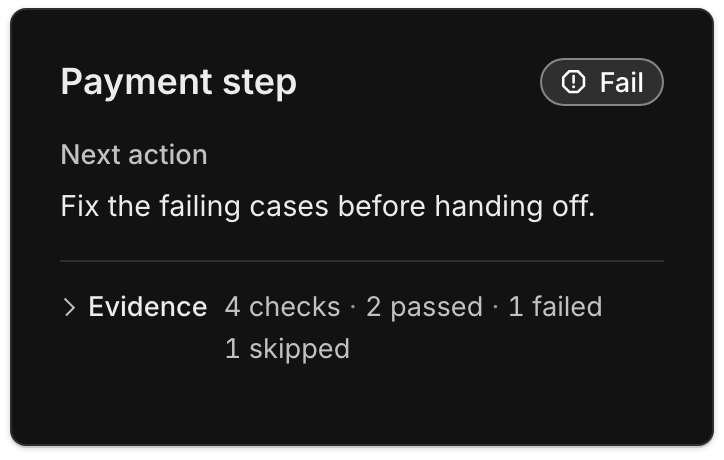 Payment step
Fail
Next action
Fix the failing cases before handing off.
Evidence 4 checks · 2 passed · 1 failed
1 skipped